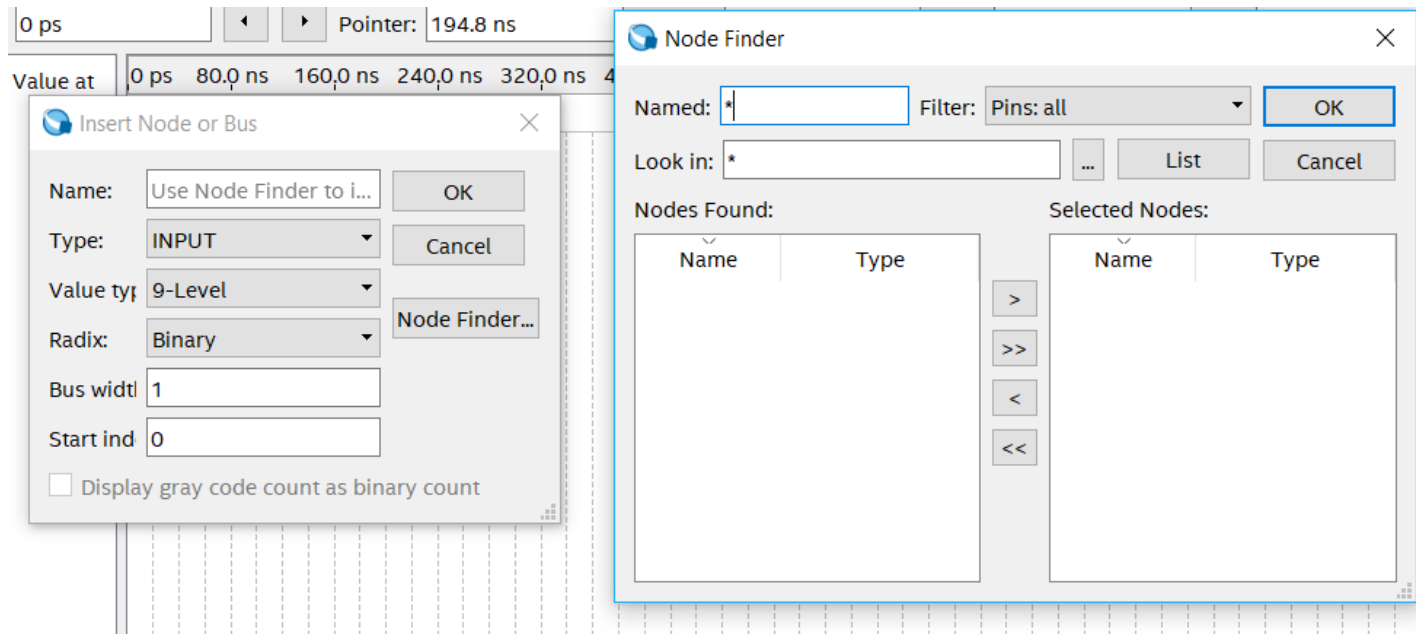 0 ps Pointer: 194.8 ns
Value at 0 ps 80.0 ns 160.0 ns 240.0 ns 320.0 ns 4
Insert Node or Bus
Name: Use Node Finder to i... OK
Type: INPUT Cancel
Value typ 9-Level
Node Finder...
Radix: Binary
Bus widt 1
Start ind 0
Display gray code count as binary count
Node Finder
Named: * Filter: Pins: all OK
Look in: * ... List Cancel
Nodes Found: Selected Nodes:
Name Type Name Type
>
>>
<
<<